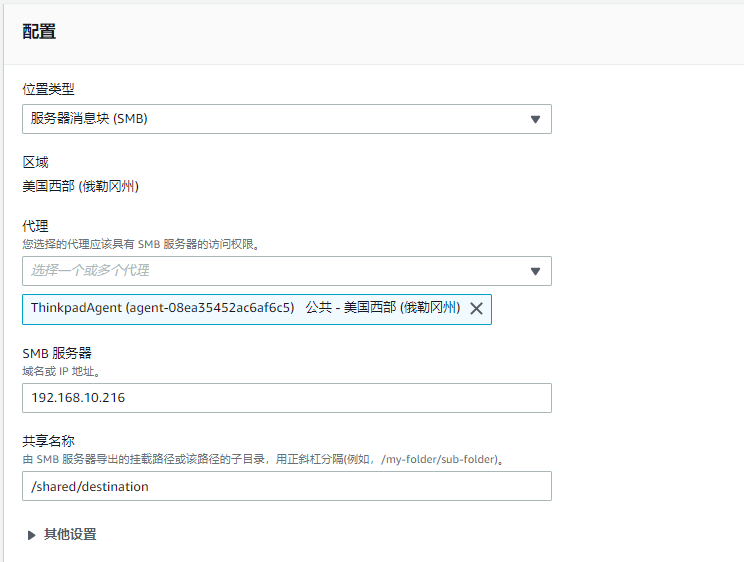 配置
位置类型
服务器消息块 (SMB)
区域
美国西部 (俄勒冈州)
代理
您选择的代理应该具有 SMB 服务器的访问权限。
选择一个或多个代理
ThinkpadAgent (agent-08ea35452ac6af6c5) 公共 - 美国西部 (俄勒冈州)
SMB 服务器
域名或 IP 地址。
192.168.10.216
共享名称
由 SMB 服务器导出的挂载路径或该路径的子目录，用正斜杠分隔(例如，/my-folder/sub-folder)。
/shared/destination
其他设置